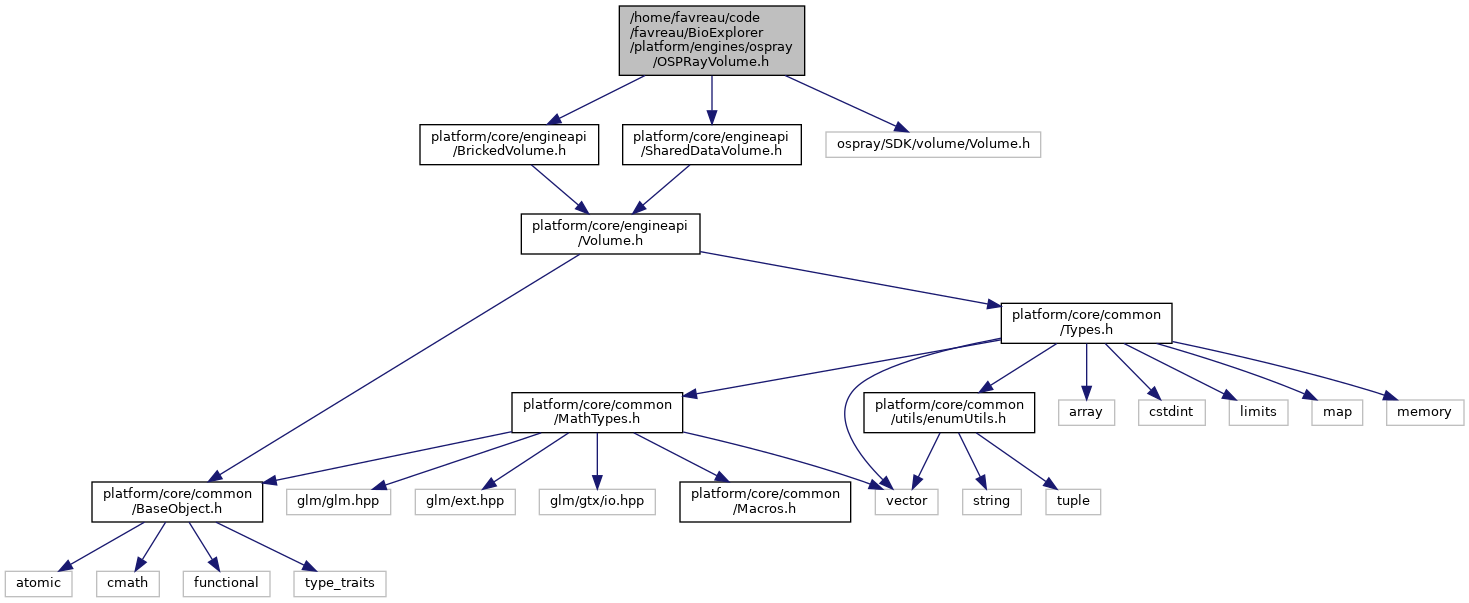 /home/favreau/code
/favreau/BioExplorer
/platform/engines/ospray
/OSPRayVolume.h
platform/core/engineapi
/BrickedVolume.h
platform/core/engineapi
/SharedDataVolume.h
ospray/SDK/volume/Volume.h
platform/core/engineapi
/Volume.h
platform/core/common
/Types.h
platform/core/common
/MathTypes.h
platform/core/common
/utils/enumUtils.h
array
cstdint
limits
map
memory
platform/core/common
/BaseObject.h
glm/glm.hpp
glm/ext.hpp
glm/gtx/io.hpp
platform/core/common
/Macros.h
vector
string
tuple
atomic
cmath
functional
type_traits